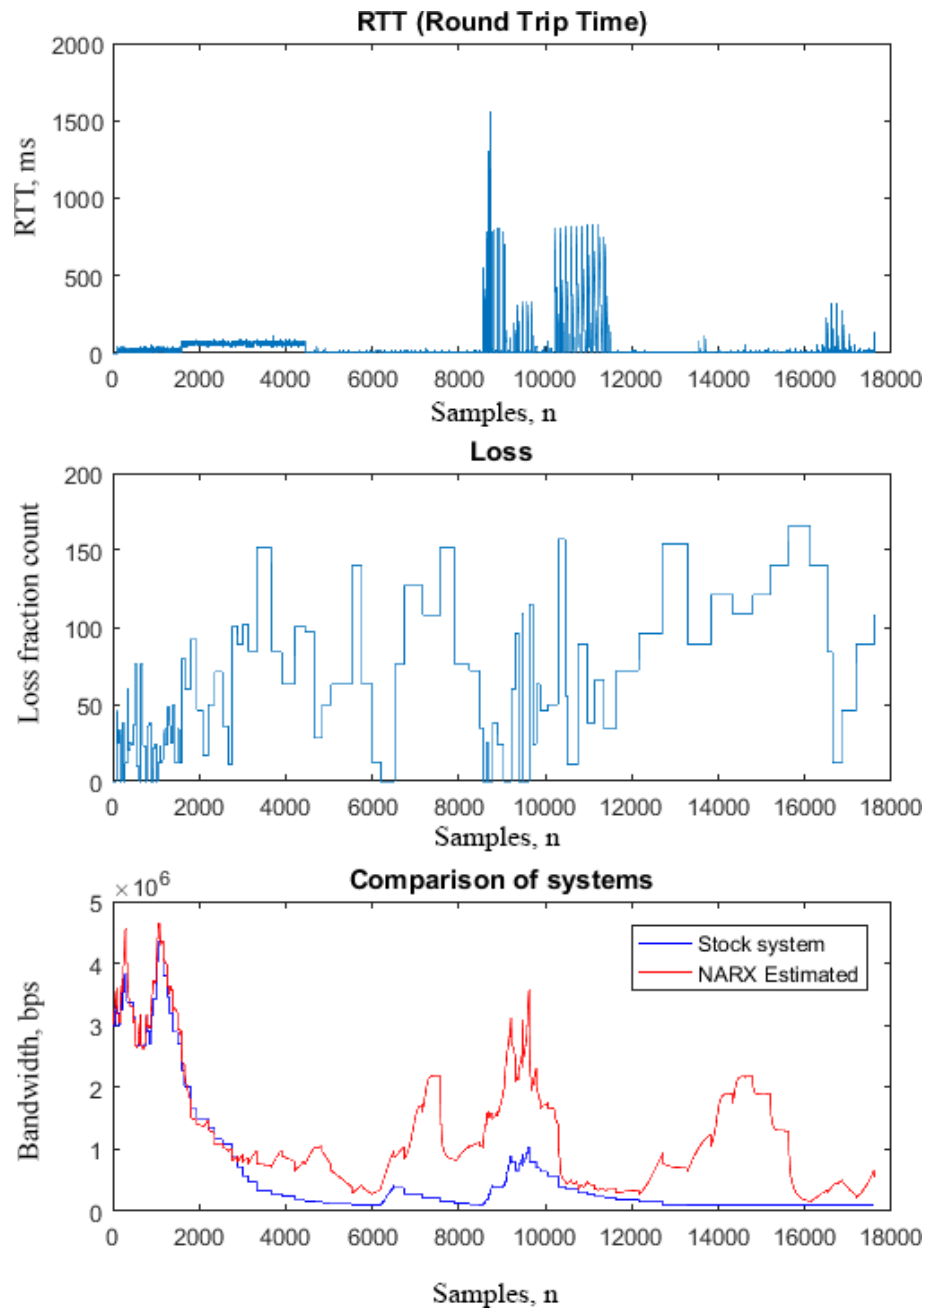 RTT (Round Trip Time)
2000
1500
1000
500
0
RTT, ms
0 2000 4000 6000 8000 10000 12000 14000 16000 18000
Samples, n
Loss
200
150
100
50
0
Loss fraction count
0 2000 4000 6000 8000 10000 12000 14000 16000 18000
Samples, n
Comparison of systems
× 10^6
5
4
3
2
1
0
Bandwidth, bps
Stock system
NARX Estimated
0 2000 4000 6000 8000 10000 12000 14000 16000 18000
Samples, n